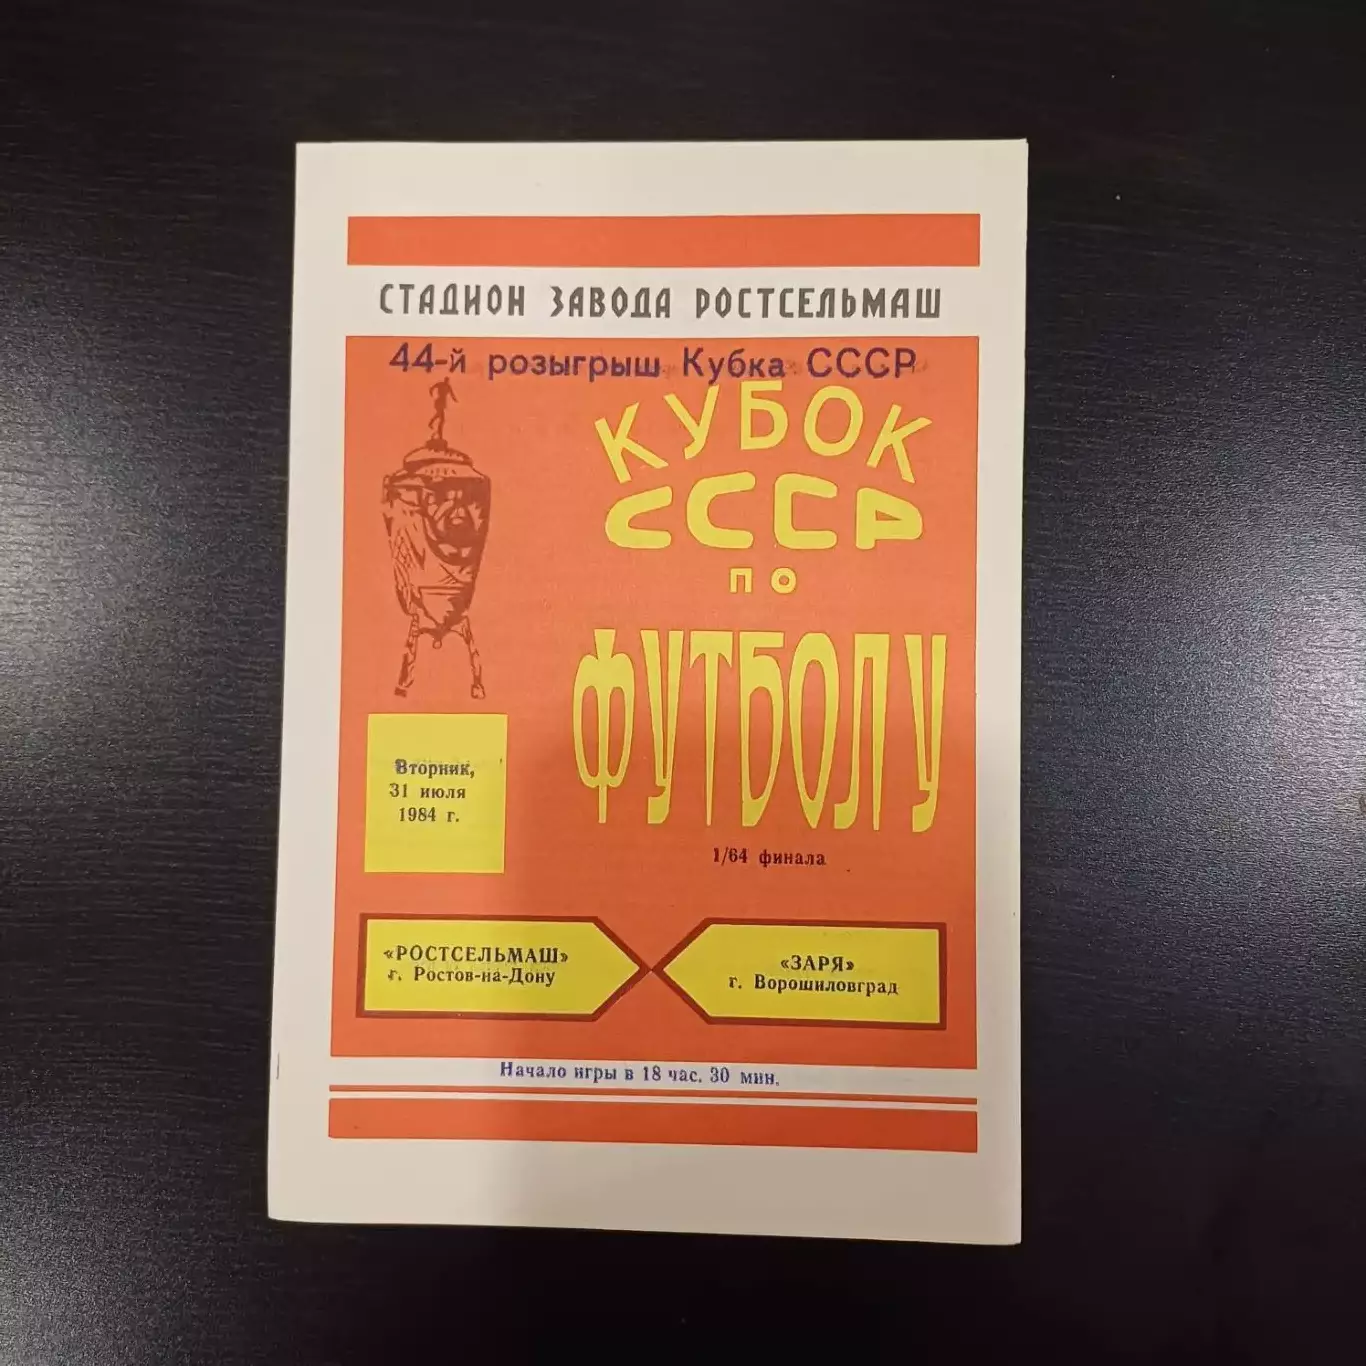 СТАДИОН ЗАВОДА РОСТСЕЛЬМАШ
44-й розыгрыш Кубка СССР
КУБОК
СССР
ПО
ФУТБОЛУ
Вторник,
31 июля
1984 г.
1/64 финала
«РОСТСЕЛЬМАШ»
г. Ростов-на-Дону
«ЗАРЯ»
г. Ворошиловград
Начало игры в 18 час. 30 мин.